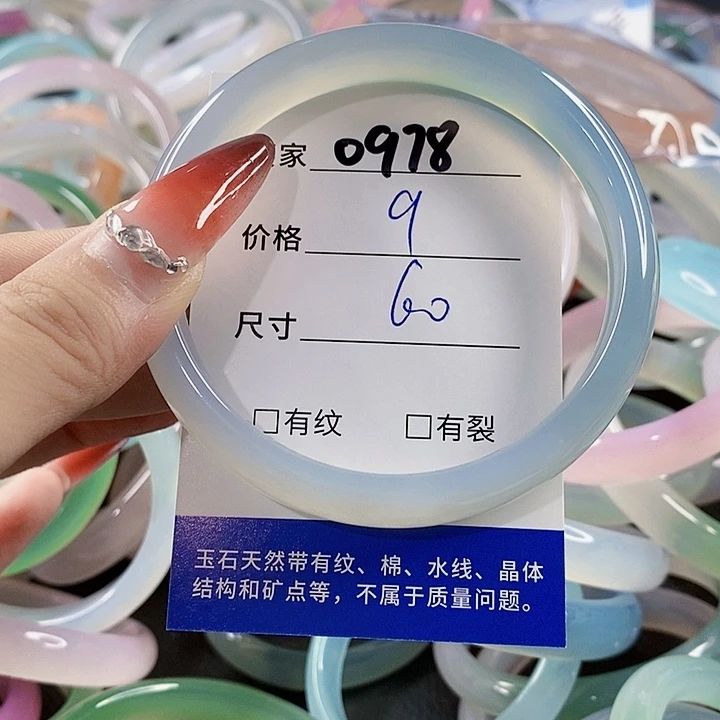 家 0978
价格 9
尺寸 60
□有纹 □有裂
玉石天然带有纹、棉、水线、晶体
结构和矿点等，不属于质量问题。